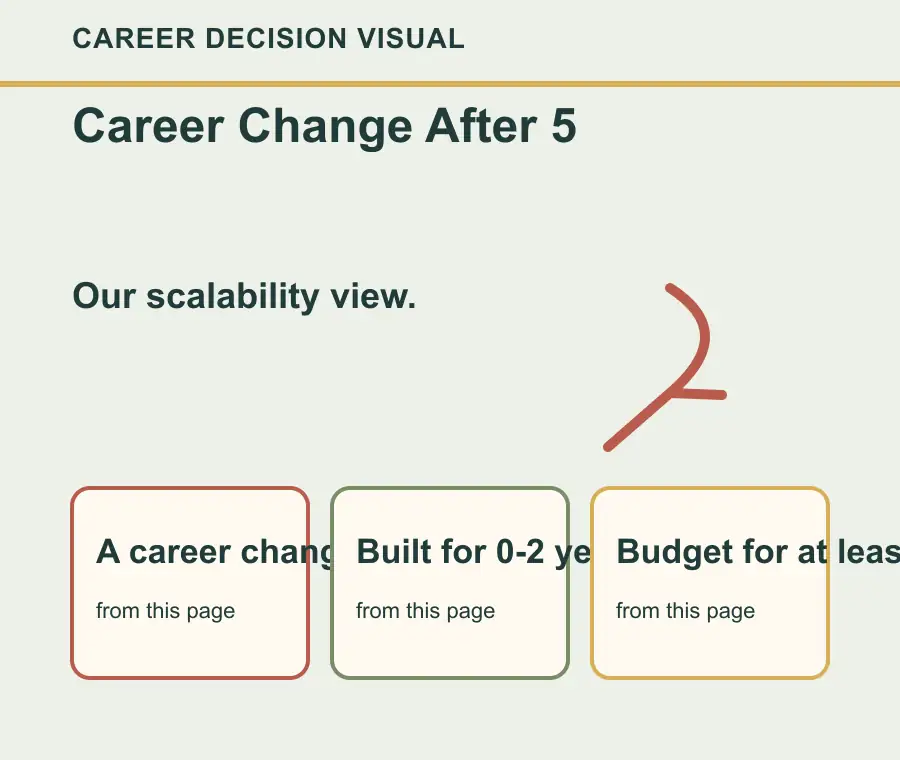 CAREER DECISION VISUAL
Career Change After 5
Our scalability view.
A career chang
Built for 0-2 ye
Budget for at leas
from this page
from this page
from this page